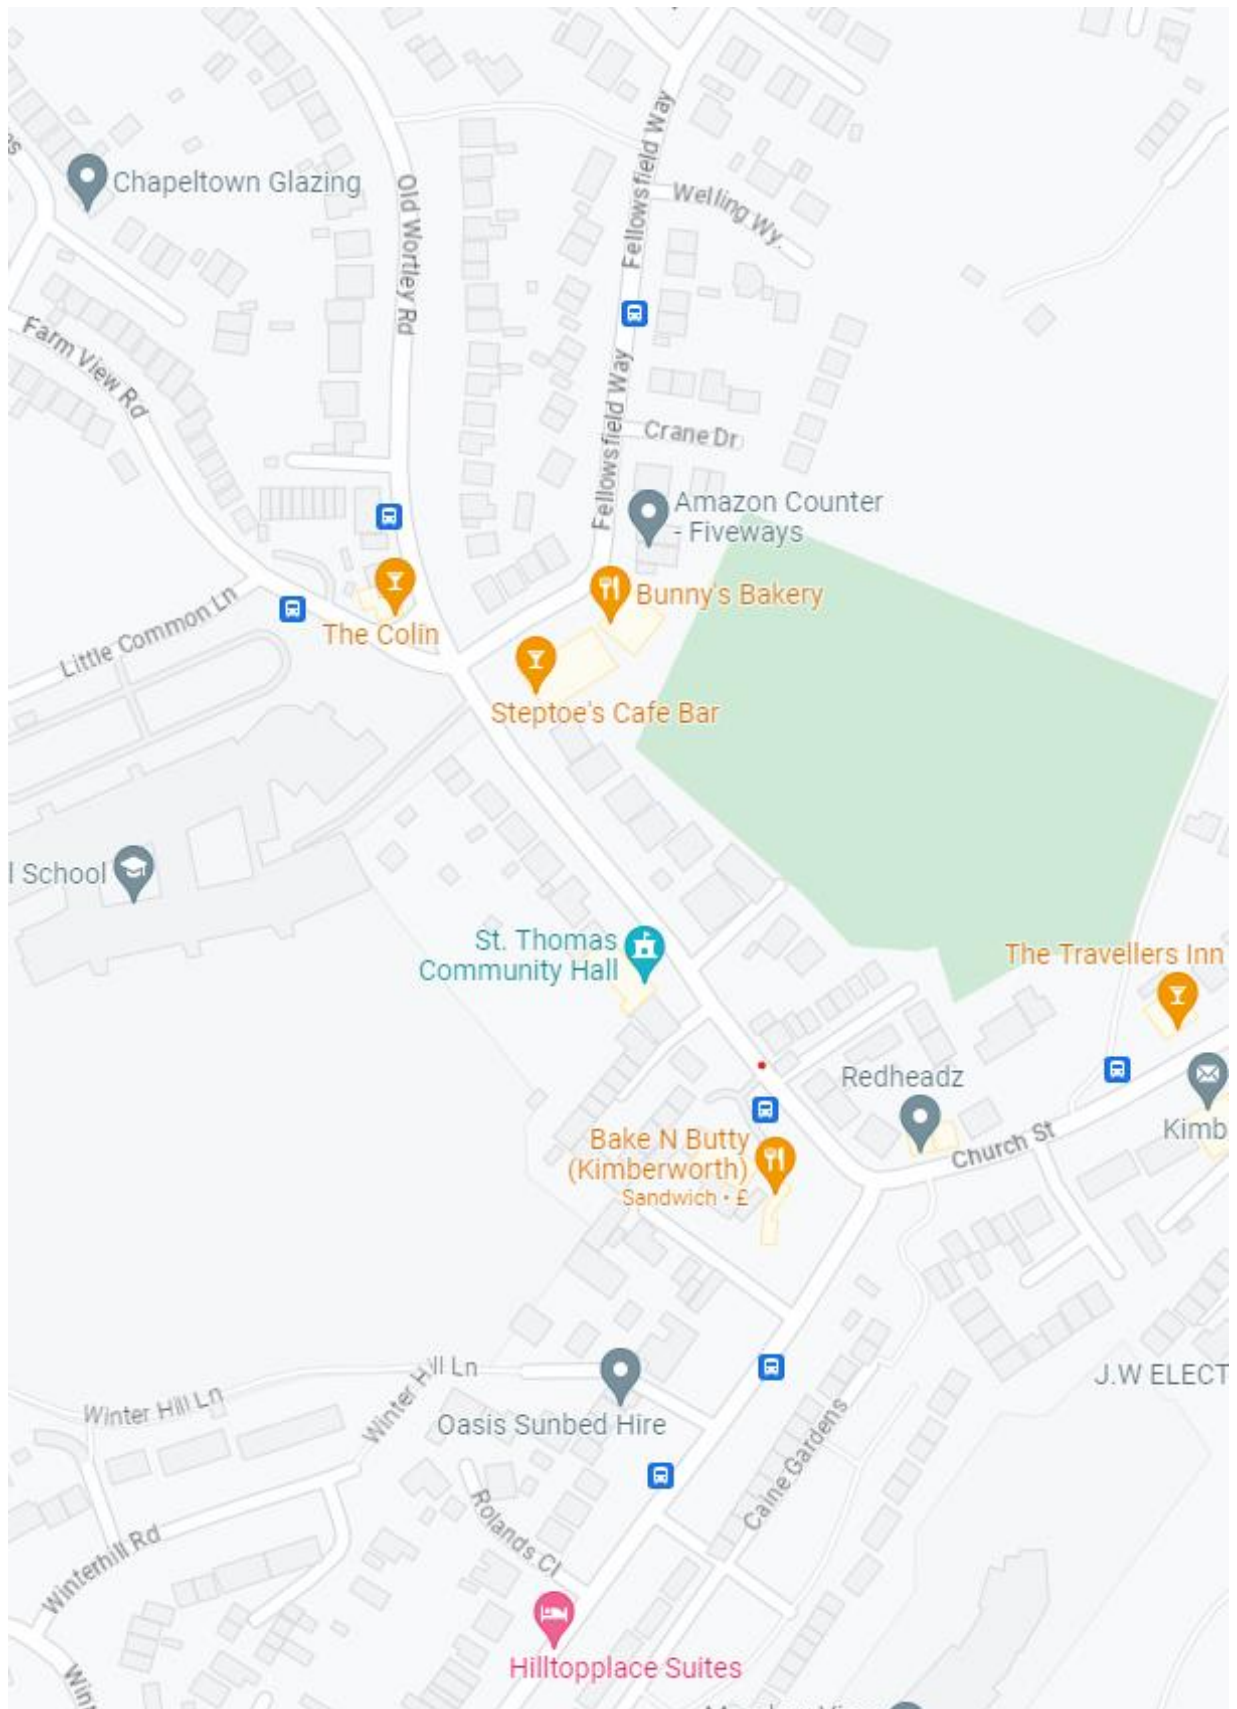 Chapeltown Glazing
Old Wortley Rd
Fellowsfield Way
Welling Wy.
Farm View Rd
Fellowsfield Way
Crane Dr
Amazon Counter
- Fiveways
Bunny's Bakery
Little Common Ln
The Colin
Steptoe's Cafe Bar
l School
St. Thomas
Community Hall
The Travellers Inn
Redheadz
Church St
Kimb
Bake N Butty
(Kimberworth)
Sandwich • £
J.W ELECT
Winter Hill Ln
Winter Hill Ln
Oasis Sunbed Hire
Caine Gardens
Rolands Cl
Winterhill Rd
Hilltopplace Suites